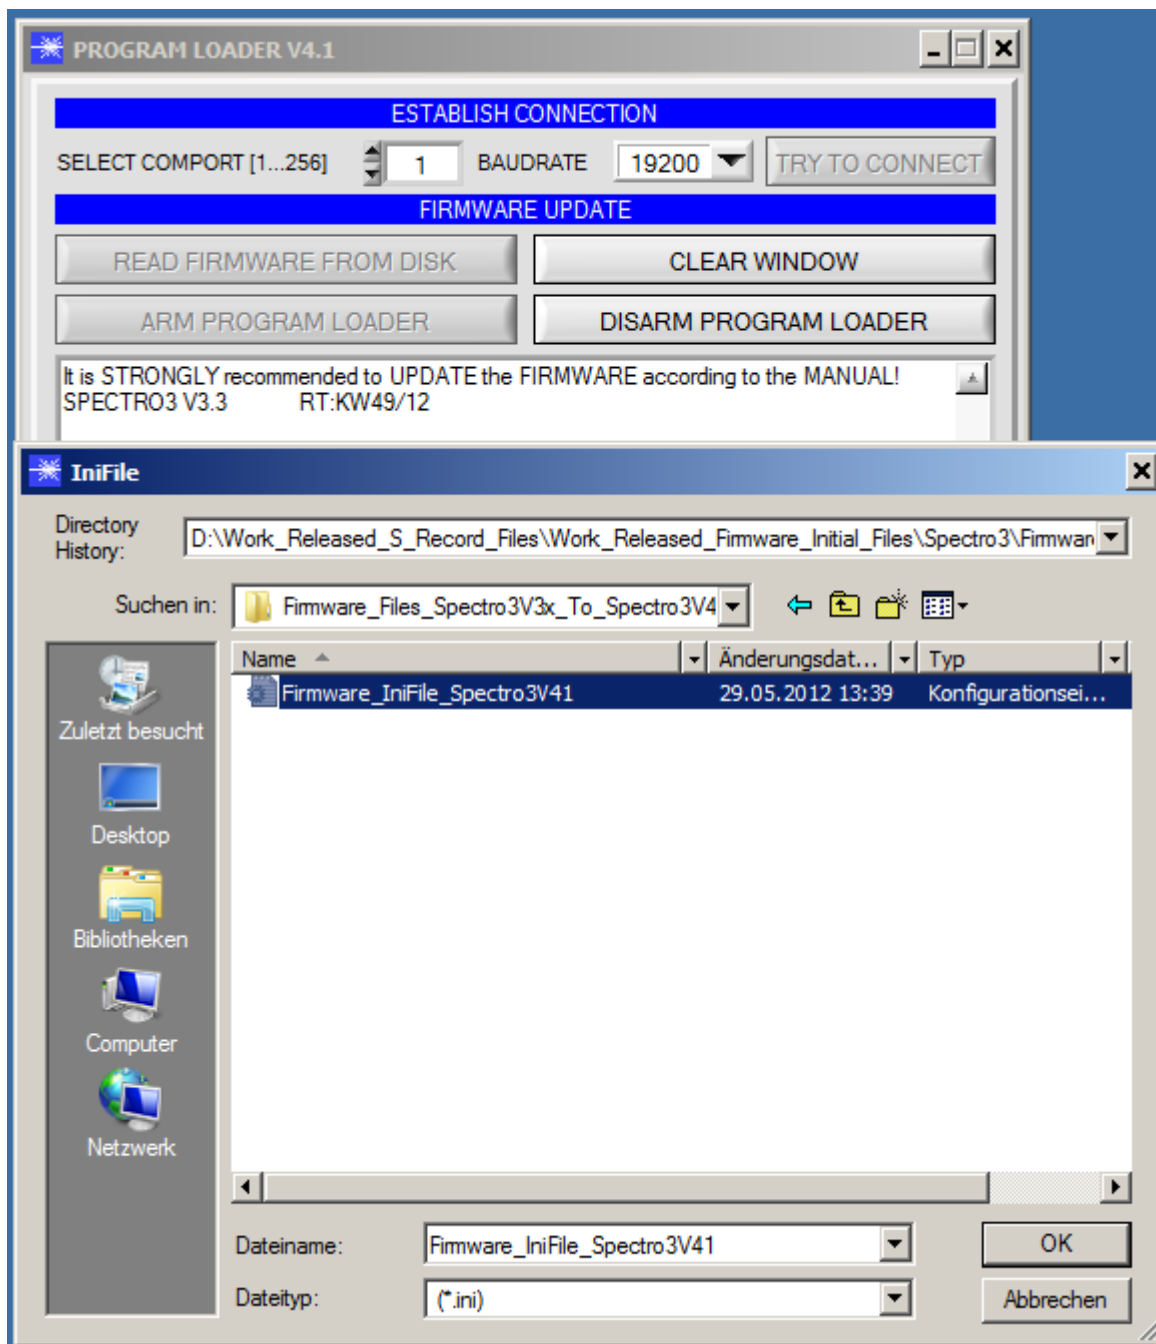 PROGRAM LOADER V4.1
ESTABLISH CONNECTION
SELECT COMPORT [1...256] 1 BAUDRATE 19200 TRY TO CONNECT
FIRMWARE UPDATE
READ FIRMWARE FROM DISK CLEAR WINDOW
ARM PROGRAM LOADER DISARM PROGRAM LOADER
It is STRONGLY recommended to UPDATE the FIRMWARE according to the MANUAL!
SPECTRO3 V3.3 RT:KW49/12
IniFile
Directory
History: D:\Work_Released_S_Record_Files\Work_Released_Firmware_Initial_Files\Spectro3\Firmwar
Suchen in: Firmware_Files_Spectro3V3x_To_Spectro3V4
Name Änderungsdat... Typ
Firmware_IniFile_Spectro3V41 29.05.2012 13:39 Konfigurationsei...
Zuletzt besucht
Desktop
Bibliotheken
Computer
Netzwerk
Dateiname: Firmware_IniFile_Spectro3V41 OK
Dateityp: (*.ini) Abbrechen